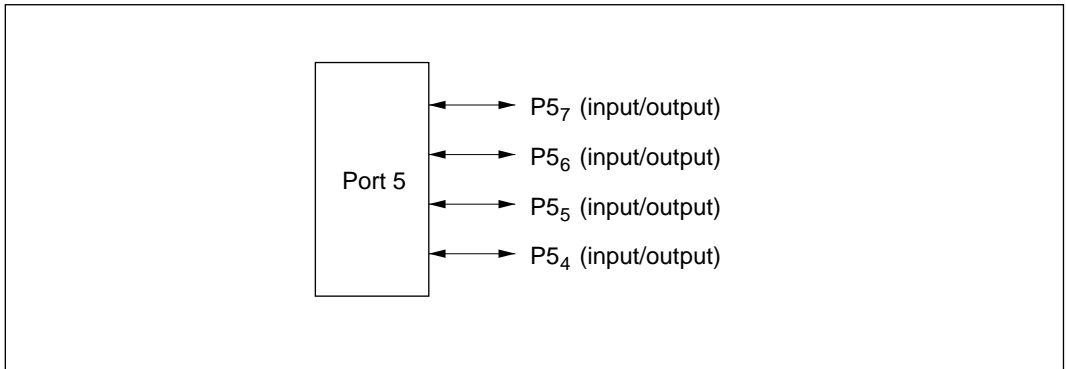 P5₇ (input/output)
P5₆ (input/output)
Port 5
P5₅ (input/output)
P5₄ (input/output)